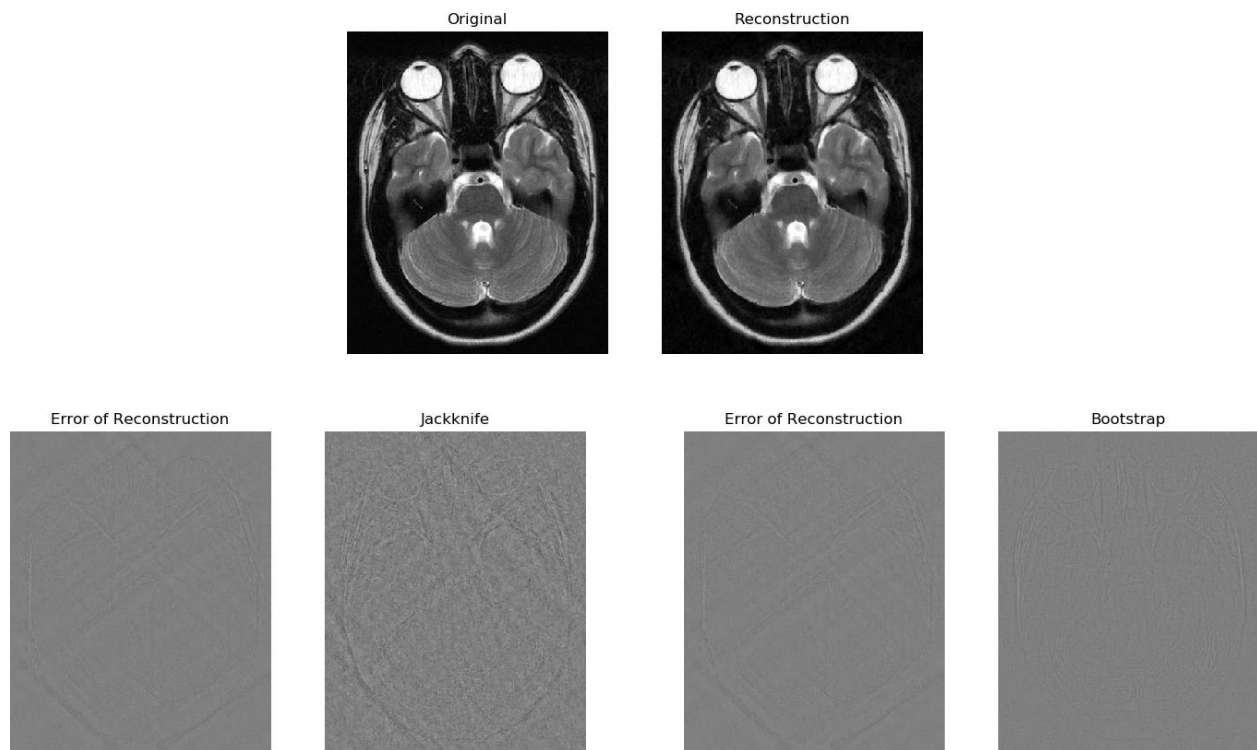 Original
Reconstruction
Error of Reconstruction
Jackknife
Error of Reconstruction
Bootstrap